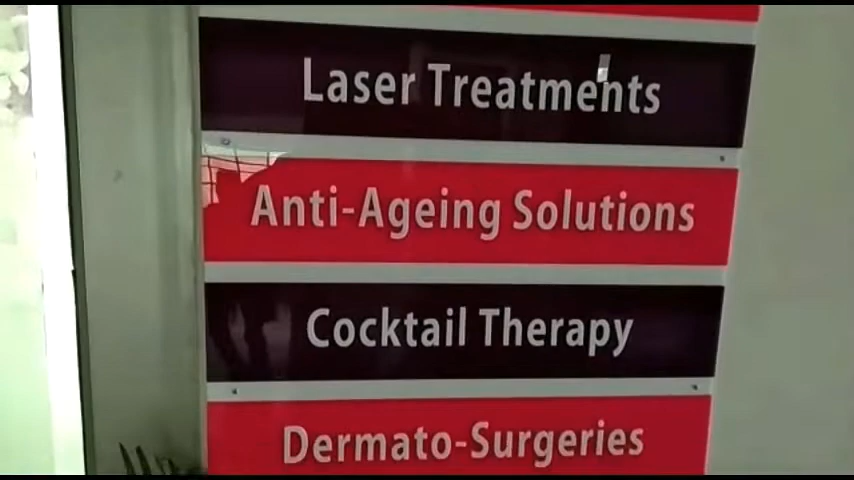 Laser Treatments
Anti-Ageing Solutions
Cocktail Therapy
Dermato-Surgeries